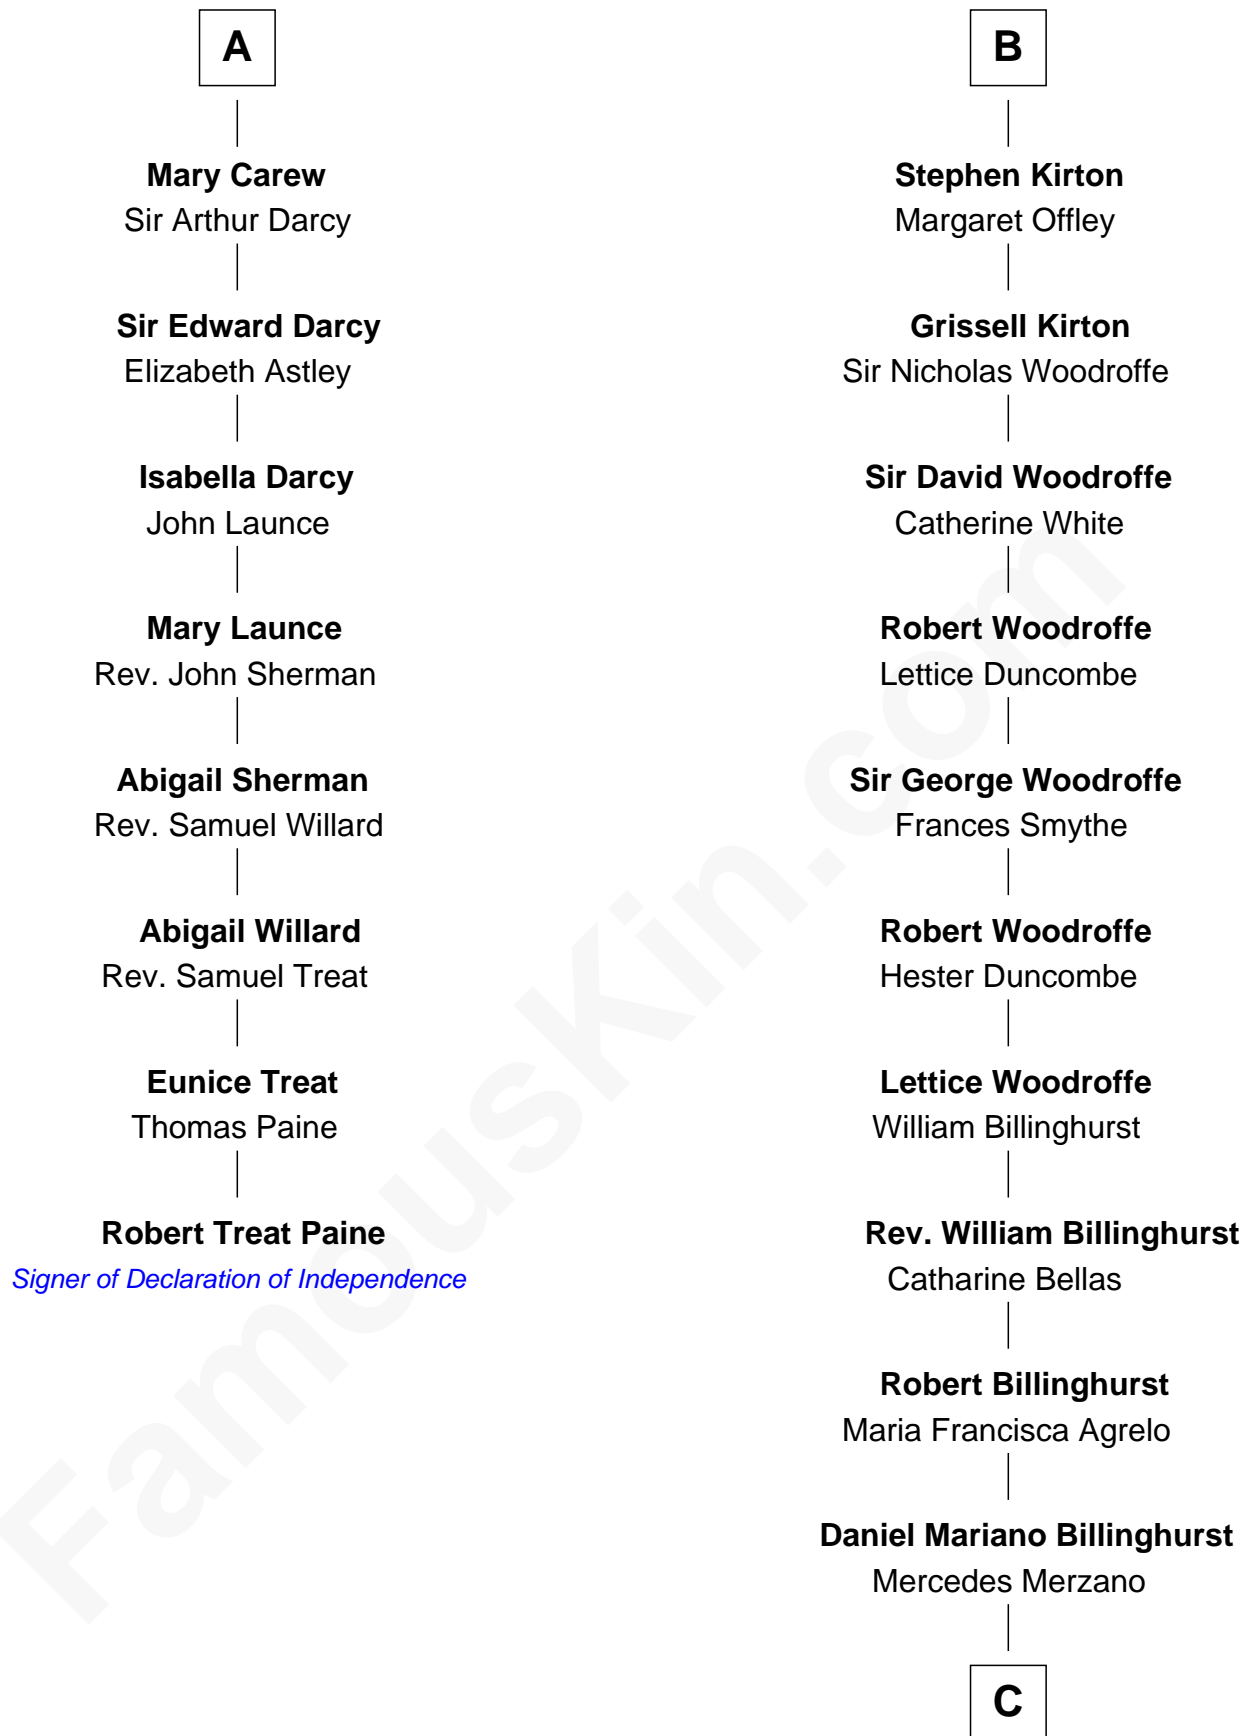 A
Mary Carew
Sir Arthur Darcy
Sir Edward Darcy
Elizabeth Astley
Isabella Darcy
John Launce
Mary Launce
Rev. John Sherman
Abigail Sherman
Rev. Samuel Willard
Abigail Willard
Rev. Samuel Treat
Eunice Treat
Thomas Paine
Robert Treat Paine
Signer of Declaration of Independence
B
Stephen Kirton
Margaret Offley
Grissell Kirton
Sir Nicholas Woodroffe
Sir David Woodroffe
Catherine White
Robert Woodroffe
Lettice Duncombe
Sir George Woodroffe
Frances Smythe
Robert Woodroffe
Hester Duncombe
Lettice Woodroffe
William Billinghurst
Rev. William Billinghurst
Catharine Bellas
Robert Billinghurst
Maria Francisca Agrelo
Daniel Mariano Billinghurst
Mercedes Merzano
C
FamousKin.com